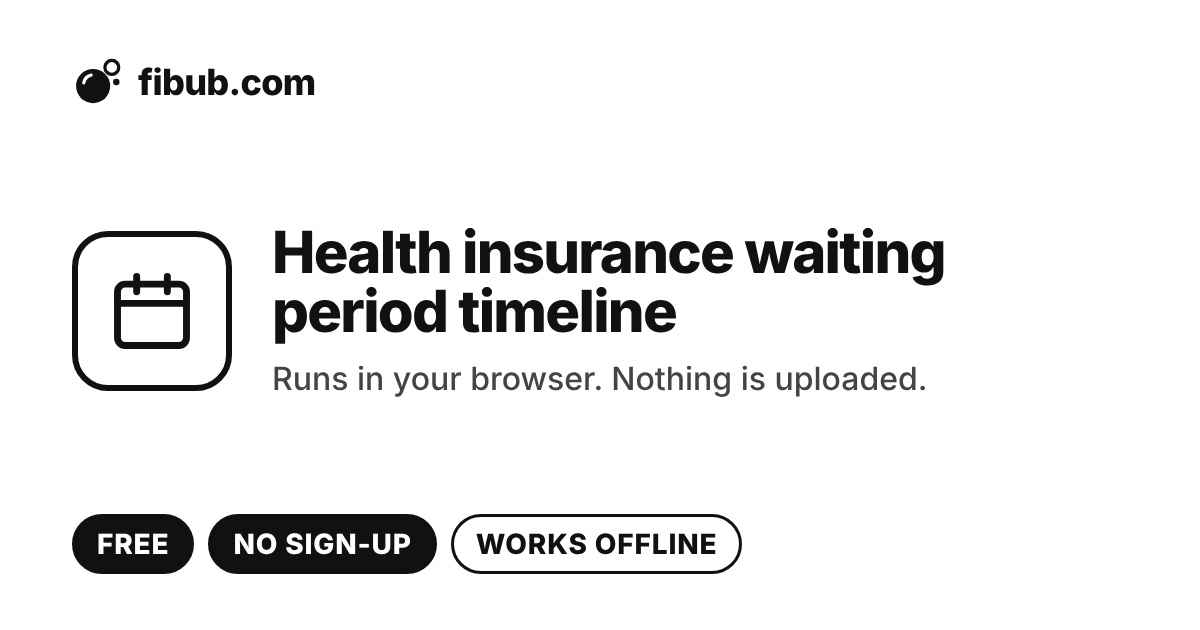 fibub.com
Health insurance waiting
period timeline
Runs in your browser. Nothing is uploaded.
FREE
NO SIGN-UP
WORKS OFFLINE